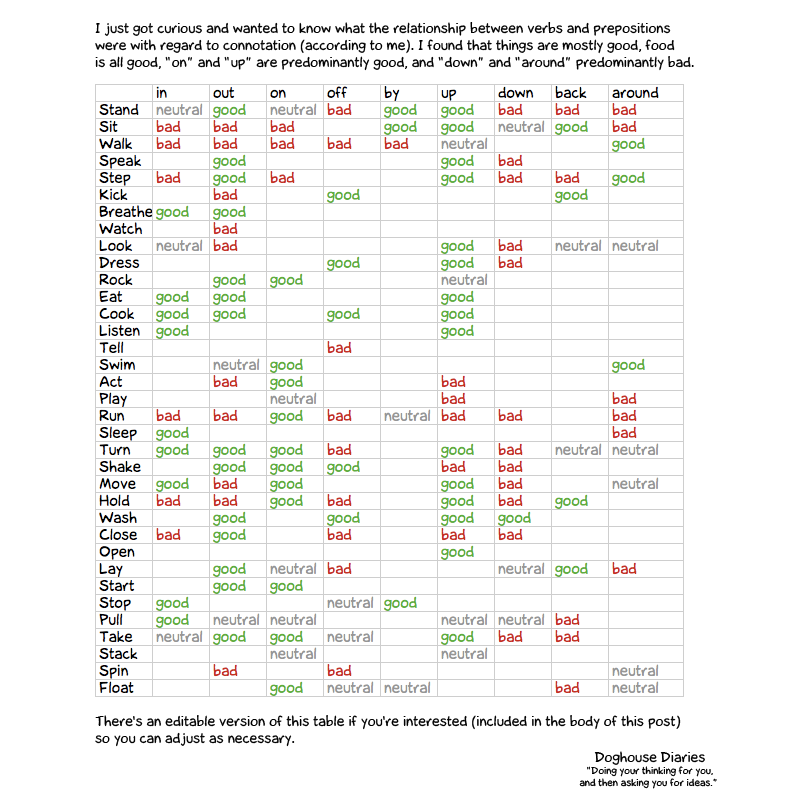 I just got curious and wanted to know what the relationship between verbs and prepositions
were with regard to connotation (according to me). I found that things are mostly good, food
is all good, "on" and "up" are predominantly good, and "down" and "around" predominantly bad.
in out on off by up down back around
Stand neutral good neutral bad good good bad bad bad
Sit bad bad bad good good neutral good bad
Walk bad bad bad bad bad neutral good
Speak good good bad
Step bad good bad good bad bad good
Kick bad good good
Breathe good good
Watch bad
Look neutral bad good bad neutral neutral
Dress good good bad
Rock good good neutral
Eat good good good
Cook good good good good
Listen good good
Tell bad
Swim neutral good good
Act bad good bad
Play neutral bad bad
Run bad bad good bad neutral bad bad bad
Sleep good bad
Turn good good good bad good bad neutral neutral
Shake good good good bad bad
Move good bad good good bad neutral
Hold bad bad good bad good bad good
Wash good good good good
Close bad good bad bad bad
Open good
Lay good neutral bad neutral good bad
Start good good
Stop good neutral good
Pull good neutral neutral neutral neutral bad
Take neutral good good neutral good bad bad
Stack neutral neutral
Spin bad bad neutral
Float good neutral neutral bad neutral
There's an editable version of this table if you're interested (included in the body of this post)
so you can adjust as necessary.
Doghouse Diaries
"Doing your thinking for you,
and then asking you for ideas."